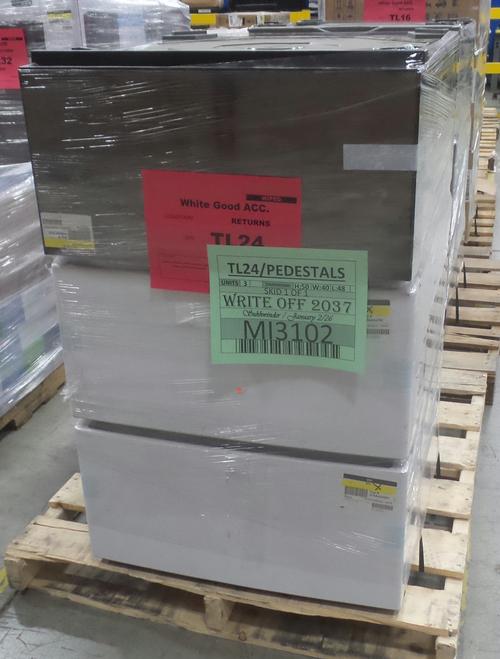 TL16
32
White Good ACC.
RETURNS
TL24
TL24/PEDESTALS
UNITS 3 H:50 W:40 L:48
SKID 1 OF 1
WRITE OFF 2037
January 2/26
MI3102